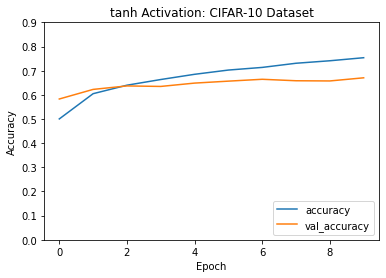 tanh Activation: CIFAR-10 Dataset
0.9
0.8
0.7
0.6
0.5
0.4
0.3
0.2
0.1
0.0
Accuracy
accuracy
val_accuracy
0 2 4 6 8
Epoch